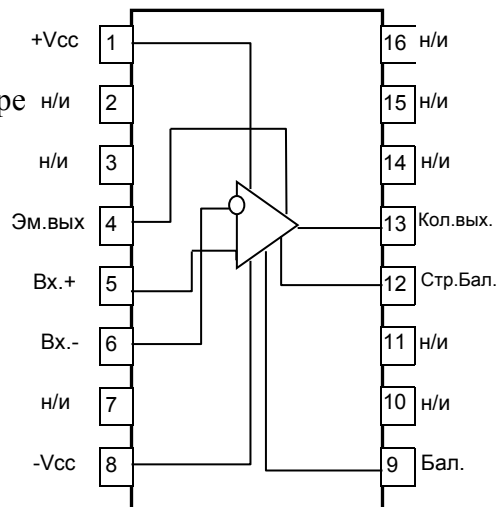 +Vcc 1 16 н/и
ре н/и 2 15 н/и
н/и 3 14 н/и
Эм.вых 4 13 Кол.вых.
Вх.+ 5 12 Стр.Бал.
Вх.- 6 11 н/и
н/и 7 10 н/и
-Vcc 8 9 Бал.